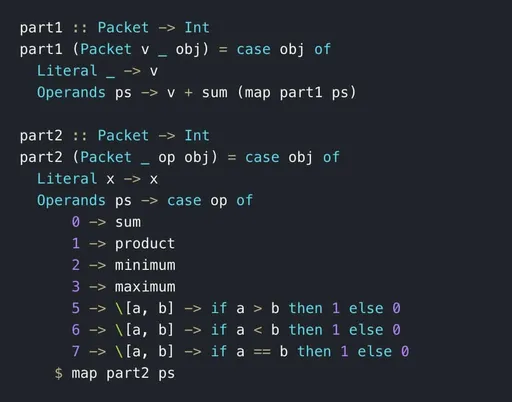 part1 :: Packet -> Int
part1 (Packet v _ obj) = case obj of
  Literal _ -> v
  Operands ps -> v + sum (map part1 ps)

part2 :: Packet -> Int
part2 (Packet _ op obj) = case obj of
  Literal x -> x
  Operands ps -> case op of
      0 -> sum
      1 -> product
      2 -> minimum
      3 -> maximum
      5 -> \[a, b] -> if a > b then 1 else 0
      6 -> \[a, b] -> if a < b then 1 else 0
      7 -> \[a, b] -> if a == b then 1 else 0
    $ map part2 ps